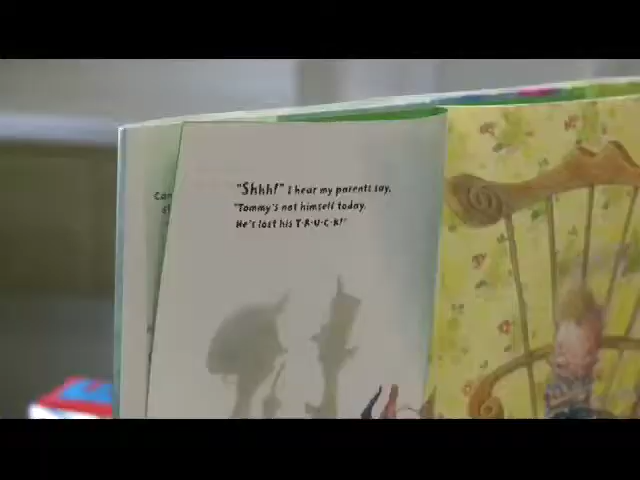 "Shhh!" I hear my parents say,
"Tommy's not himself today.
He's lost his T-R-U-C-K!"